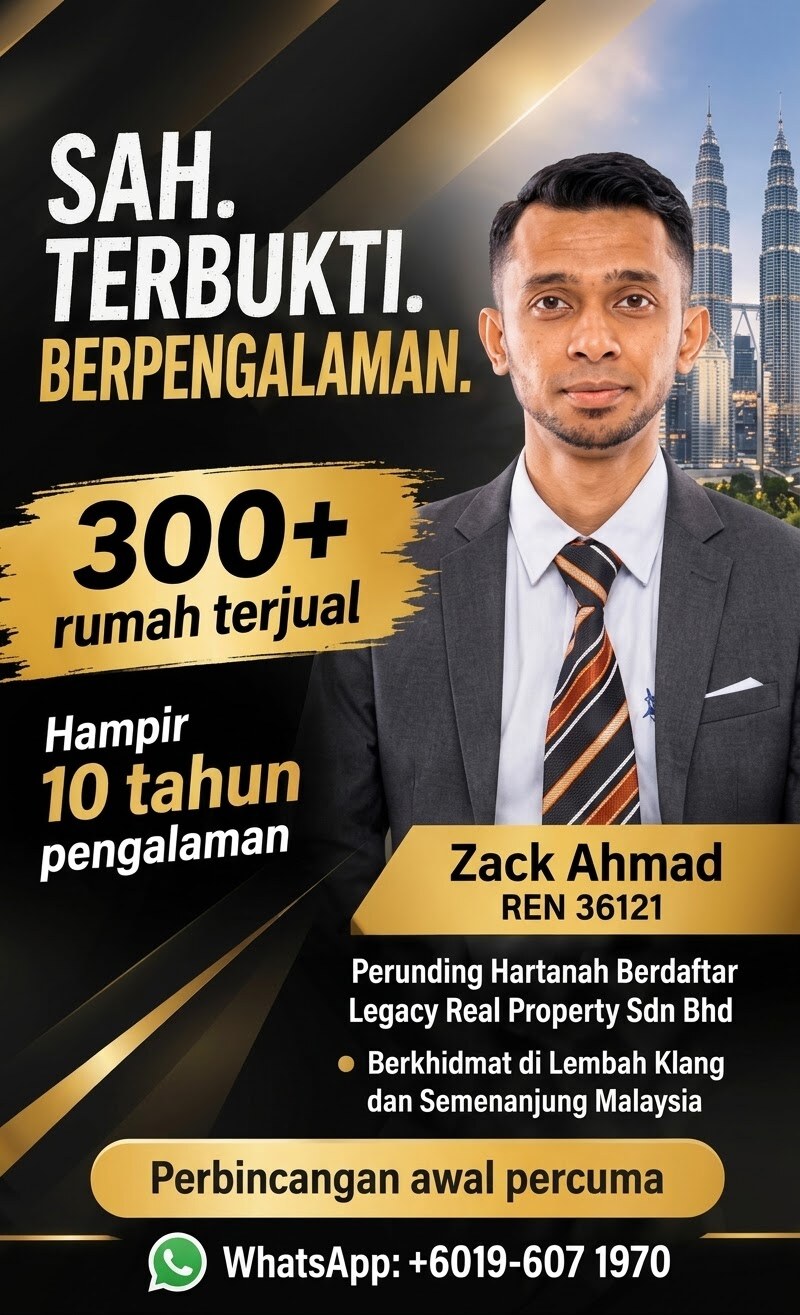 SAH.
TERBUKTI.
BERPENGALAMAN.
300+
rumah terjual
Hampir
10 tahun
pengalaman
Zack Ahmad
REN 36121
Perunding Hartanah Berdaftar
Legacy Real Property Sdn Bhd
Berkhidmat di Lembah Klang
dan Semenanjung Malaysia
Perbincangan awal percuma
WhatsApp: +6019-607 1970